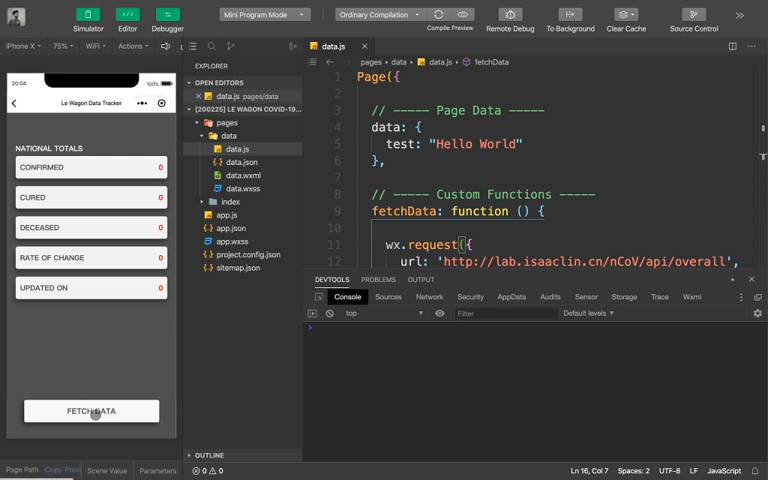 Mini Program Mode
Ordinary Compilation
Simulator
Editor
Debugger
Compile Preview
Remote Debug
To Background
Clear Cache
Source Control
iPhone X
75%
WiFi
Actions
data.js
20:04
100%
Le Wagon Data Tracker
NATIONAL TOTALS
CONFIRMED 0
CURED 0
DECEASED 0
RATE OF CHANGE 0
UPDATED ON 0
FETCH DATA
EXPLORER
OPEN EDITORS
data.js pages/data
[200225] LE WAGON COVID-19...
pages
data
data.js
data.json
data.wxml
data.wxss
index
app.js
app.json
app.wxss
project.config.json
sitemap.json
OUTLINE
pages > data > data.js > fetchData
1 Page({
2
3 // ----- Page Data -----
4 data: {
5 test: "Hello World"
6 },
7
8 // ----- Custom Functions -----
9 fetchData: function () {
10
11 wx.request({
12 url: 'http://lab.isaaclin.cn/nCoV/api/overall',
DEVTOOLS PROBLEMS OUTPUT
Console Sources Network Security AppData Audits Sensor Storage Trace Wxml
top
Filter
Default levels
Page Path
Copy
Previ
Scene Value
Parameters
0 0
Ln 16, Col 7
Spaces: 2
UTF-8
LF
JavaScript